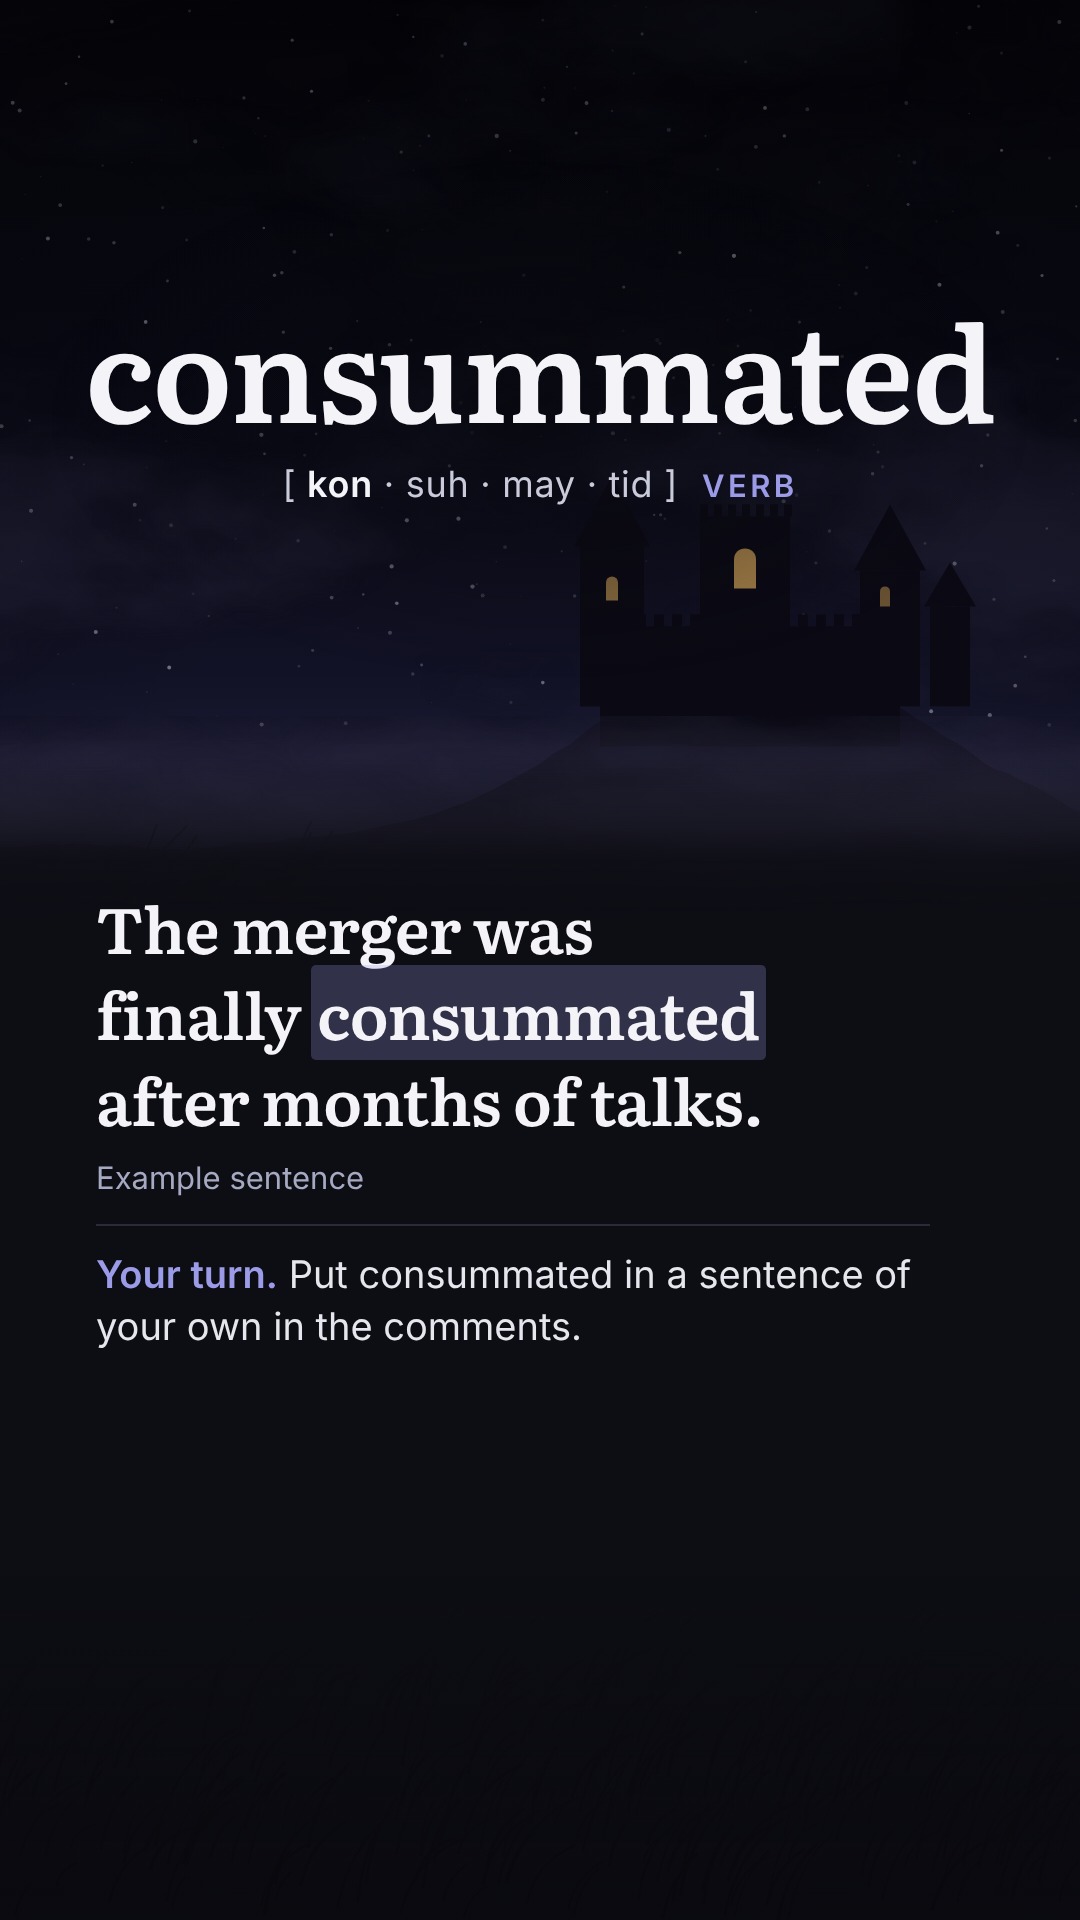 consummated
[ kon · suh · may · tid ] VERB
The merger was
finally consummated
after months of talks.
Example sentence
Your turn. Put consummated in a sentence of
your own in the comments.